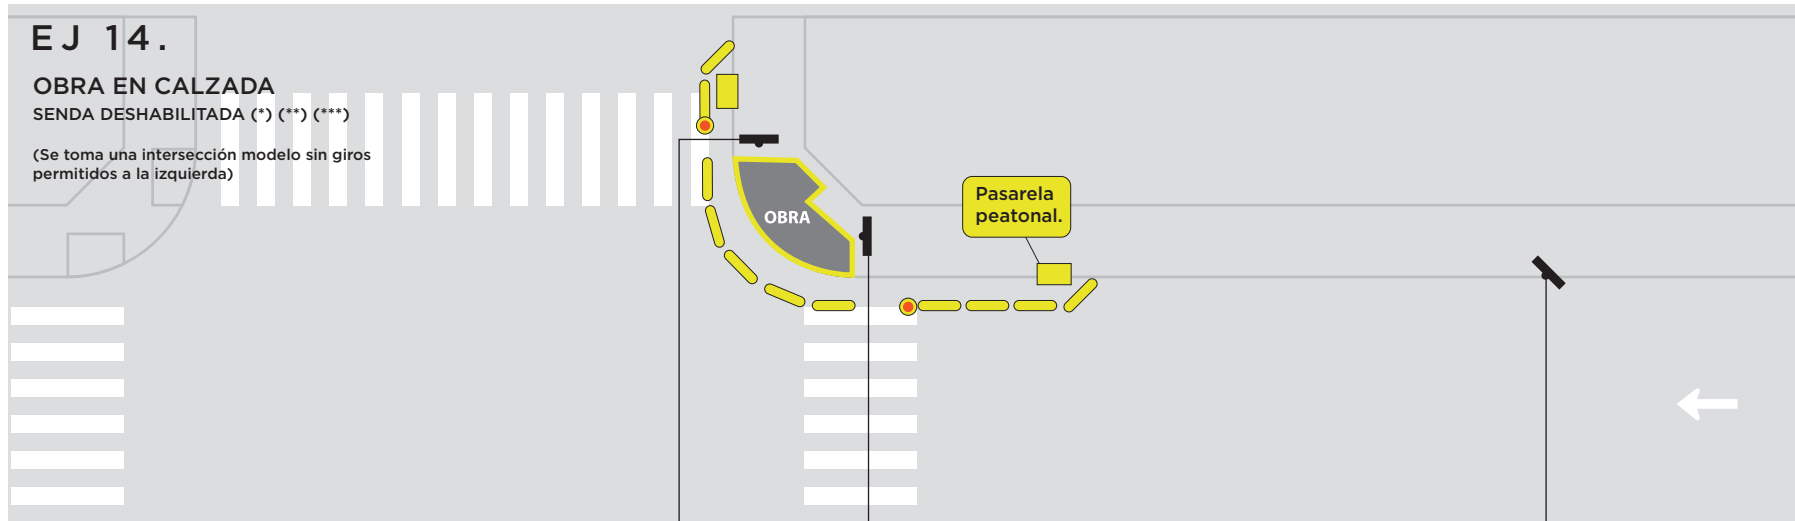 EJ 14.
OBRA EN CALZADA
SENDA DESHABILITADA (*) (**) (***)
(Se toma una intersección modelo sin giros
permitidos a la izquierda)
OBRA
Pasarela
peatonal.